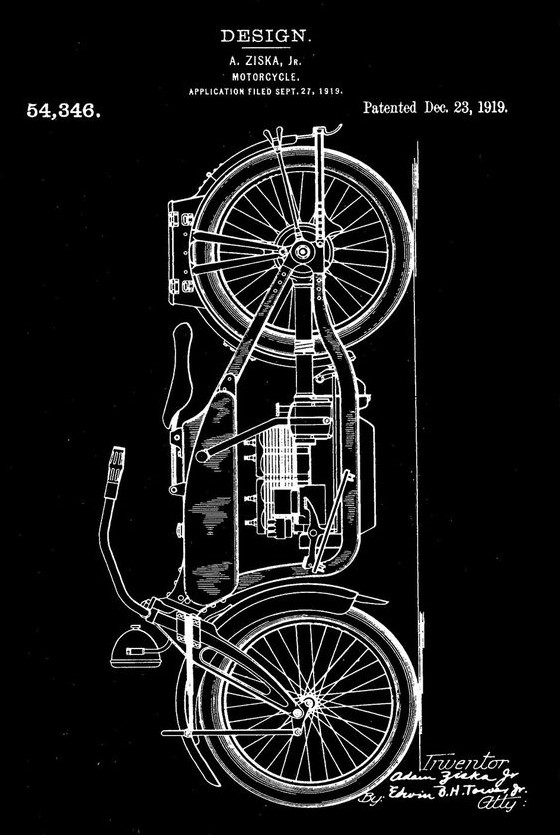 DESIGN.
A. ZISKA, JR.
MOTORCYCLE.
APPLICATION FILED SEPT. 27, 1919.
54,346.
Patented Dec. 23, 1919.
Inventor
Adam Ziska Jr
By: Edwin B. H. Tower Jr.
Atty: